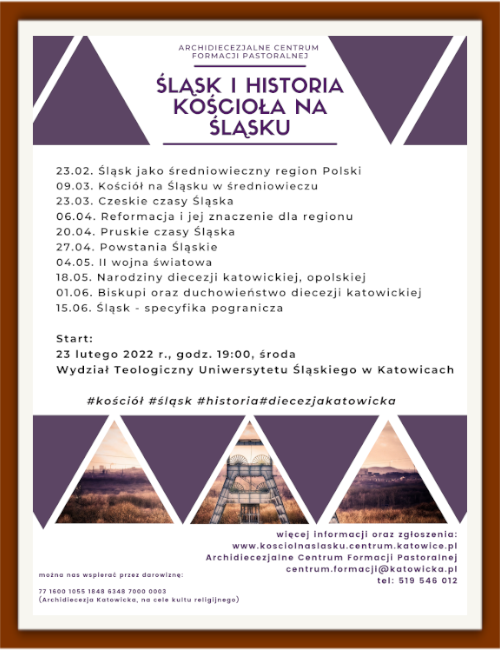 ARCHIDIECEZJALNE CENTRUM
FORMACJI PASTORALNEJ
ŚLĄSK I HISTORIA
KOŚCIOŁA NA
ŚLĄSKU
23.02. Śląsk jako średniowieczny region Polski
09.03. Kościół na Śląsku w średniowieczu
23.03. Czeskie czasy Śląska
06.04. Reformacja i jej znaczenie dla regionu
20.04. Pruskie czasy Śląska
27.04. Powstania Śląskie
04.05. II wojna światowa
18.05. Narodziny diecezji katowickiej, opolskiej
01.06. Biskupi oraz duchowieństwo diecezji katowickiej
15.06. Śląsk - specyfika pogranicza
Start:
23 lutego 2022 r., godz. 19:00, środa
Wydział Teologiczny Uniwersytetu Śląskiego w Katowicach
#kościół #śląsk #historia#diecezjakatowicka
więcej informacji oraz zgłoszenia:
www.kosciolnaslasku.centrum.katowice.pl
Archidiecezjalne Centrum Formacji Pastoralnej
centrum.formacji@katowicka.pl
tel: 519 546 012
można nas wspierać przez darowiznę:
77 1600 1055 1848 6348 7000 0003
(Archidiecezja Katowicka, na cele kultu religijnego)